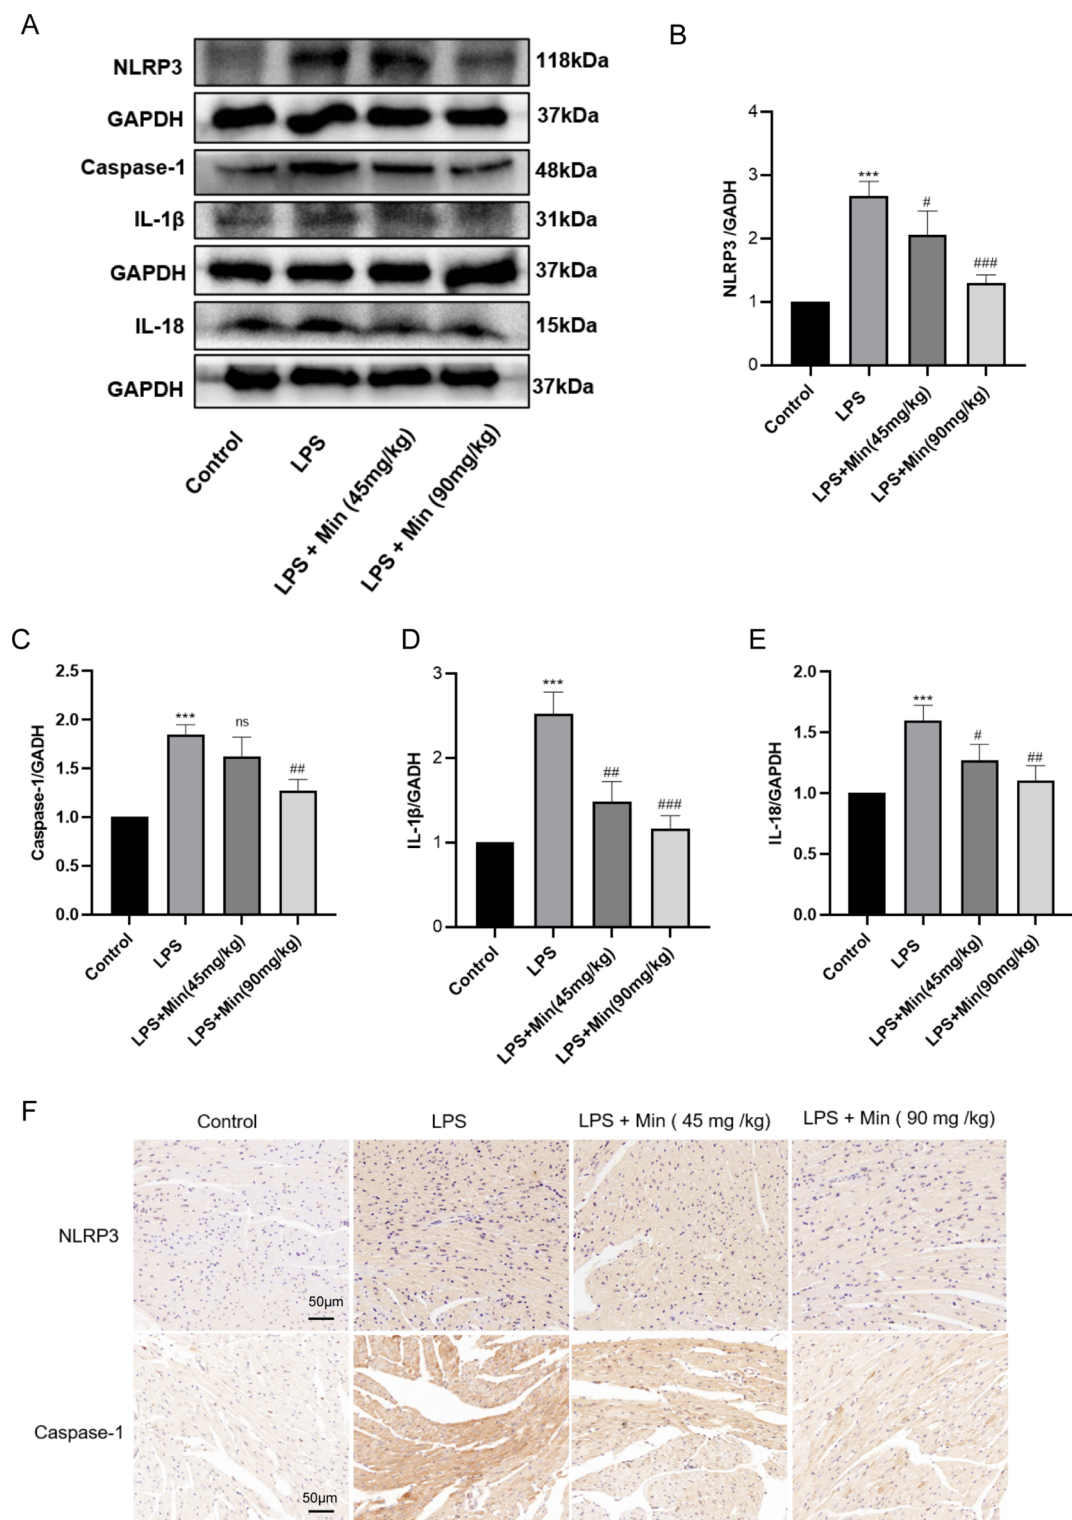 A
NLRP3
118kDa
GAPDH
37kDa
Caspase-1
48kDa
IL-1β
31kDa
GAPDH
37kDa
IL-18
15kDa
GAPDH
37kDa
Control
LPS
LPS + Min (45mg/kg)
LPS + Min (90mg/kg)
B
NLRP3 /GADH
4
3
2
1
0
***
#
###
Control
LPS
LPS+Min(45mg/kg)
LPS+Min(90mg/kg)
C
Caspase-1/GADH
2.5
2.0
1.5
1.0
0.5
0.0
***
ns
##
Control
LPS
LPS+Min(45mg/kg)
LPS+Min(90mg/kg)
D
IL-1β/GADH
3
2
1
0
***
##
###
Control
LPS
LPS+Min(45mg/kg)
LPS+Min(90mg/kg)
E
IL-18/GAPDH
2.0
1.5
1.0
0.5
0.0
***
#
##
Control
LPS
LPS+Min(45mg/kg)
LPS+Min(90mg/kg)
F
Control
LPS
LPS + Min ( 45 mg /kg)
LPS + Min ( 90 mg /kg)
NLRP3
50μm
Caspase-1
50μm